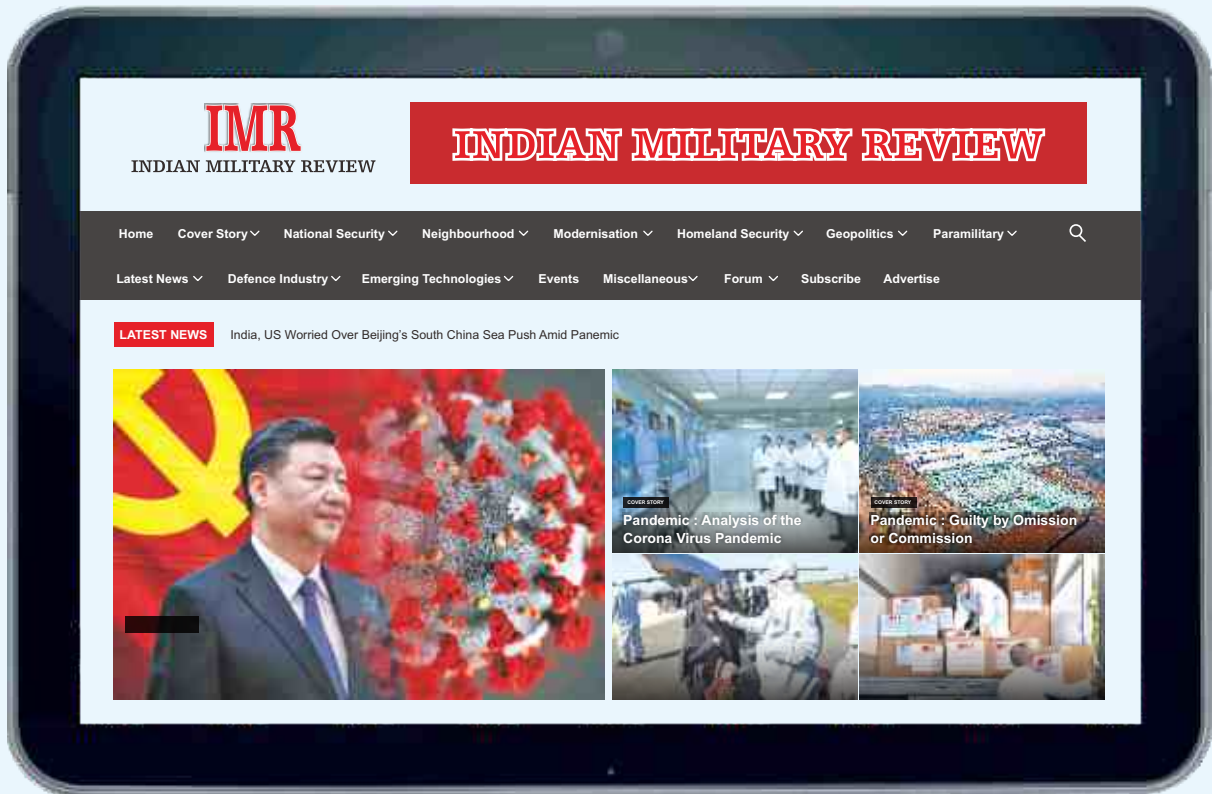 IMR
INDIAN MILITARY REVIEW
INDIAN MILITARY REVIEW
Home Cover Story National Security Neighbourhood Modernisation Homeland Security Geopolitics Paramilitary
Latest News Defence Industry Emerging Technologies Events Miscellaneous Forum Subscribe Advertise
LATEST NEWS India, US Worried Over Beijing's South China Sea Push Amid Panemic
COVER STORY
Pandemic : Analysis of the
Corona Virus Pandemic
COVER STORY
Pandemic : Guilty by Omission
or Commission